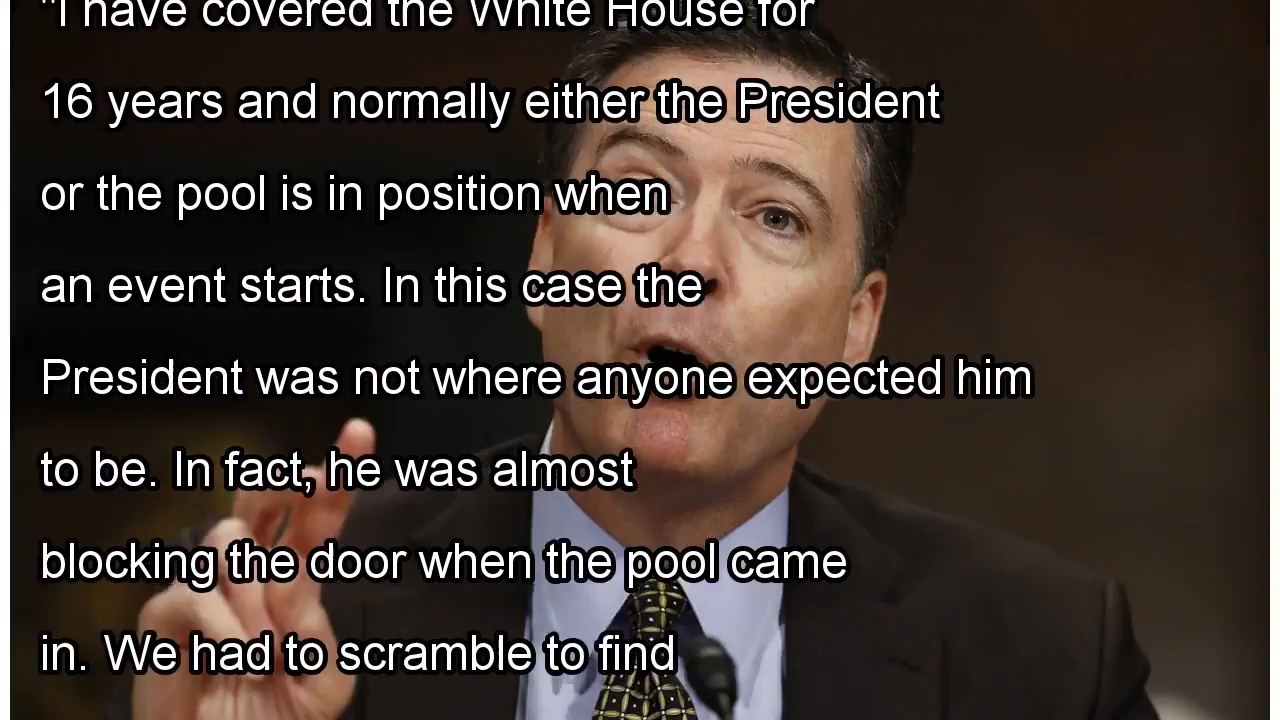 "I have covered the White House for
16 years and normally either the President
or the pool is in position when
an event starts. In this case the
President was not where anyone expected him
to be. In fact, he was almost
blocking the door when the pool came
in. We had to scramble to find